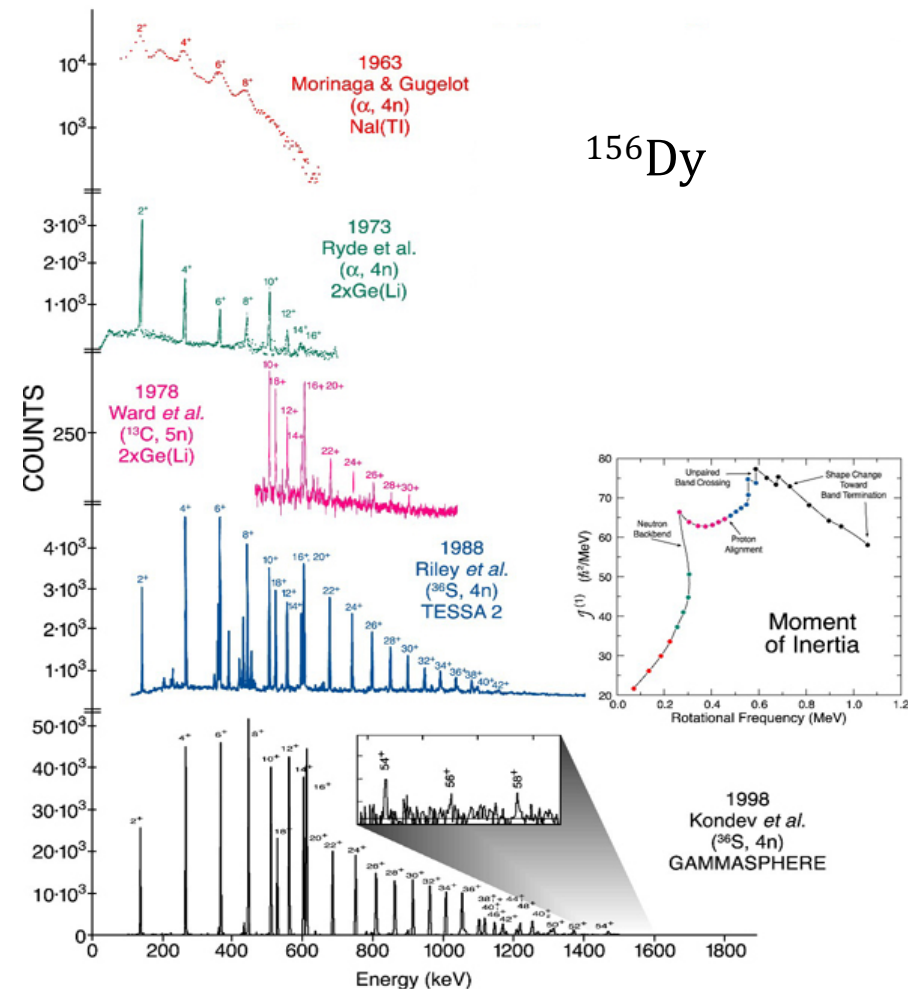 2⁺
4⁺
6⁺
8⁺
10⁴
10³
1963
Morinaga & Gugelot
(α, 4n)
NaI(Tl)
¹⁵⁶Dy
3·10³
2·10³
1·10³
2⁺
4⁺
6⁺
8⁺
10⁺
12⁺
14⁺
16⁺
1973
Ryde et al.
(α, 4n)
2xGe(Li)
250
1978
Ward et al.
(¹³C, 5n)
2xGe(Li)
10+
18+
12+
14+
16+ 20+
22+
24+
26+
28+
30+
COUNTS
4·10³
3·10³
2·10³
1·10³
2⁺
4⁺
6⁺
8⁺
10⁺
18⁺
12⁺
14⁺
16⁺
20⁺
22⁺
24⁺
26⁺
28⁺
30⁺
32⁺
34⁺
36⁺
38⁺
40⁺
42⁺
1988
Riley et al.
(³⁶S, 4n)
TESSA 2
80
70
60
50
40
30
20
𝒥⁽¹⁾ (ℏ²/MeV)
Unpaired
Band Crossing
Shape Change
Toward
Band Termination
Neutron
Backbend
Proton
Alignment
Moment
of Inertia
0.0 0.2 0.4 0.6 0.8 1.0 1.2
Rotational Frequency (MeV)
50·10³
40·10³
30·10³
20·10³
10·10³
0
2⁺
4⁺
6⁺
8⁺
10⁺
18⁺
12⁺
14⁺
16⁺
20⁺
22⁺
24⁺
26⁺
28⁺
30⁺
32⁺
34⁺
36⁺
46⁺
42⁺
48⁺
50⁺
52⁺
54⁺
54⁺
56⁺
58⁺
1998
Kondev et al.
(³⁶S, 4n)
GAMMASPHERE
0 200 400 600 800 1000 1200 1400 1600 1800
Energy (keV)